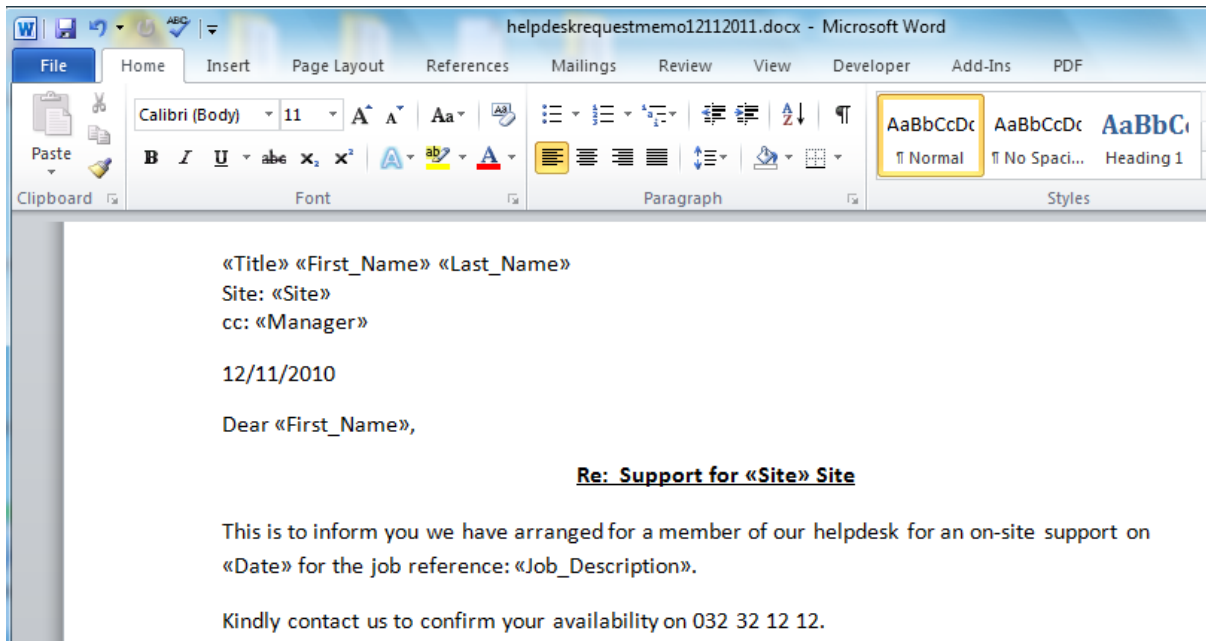 helpdeskrequestmemo12112011.docx - Microsoft Word
File Home Insert Page Layout References Mailings Review View Developer Add-Ins PDF
Calibri (Body) 11
Paste
AaBbCcDc AaBbCcDc AaBbC
¶ Normal ¶ No Spaci... Heading 1
Clipboard Font Paragraph Styles
«Title» «First_Name» «Last_Name»
Site: «Site»
cc: «Manager»
12/11/2010
Dear «First_Name»,
Re: Support for «Site» Site
This is to inform you we have arranged for a member of our helpdesk for an on-site support on
«Date» for the job reference: «Job_Description».
Kindly contact us to confirm your availability on 032 32 12 12.